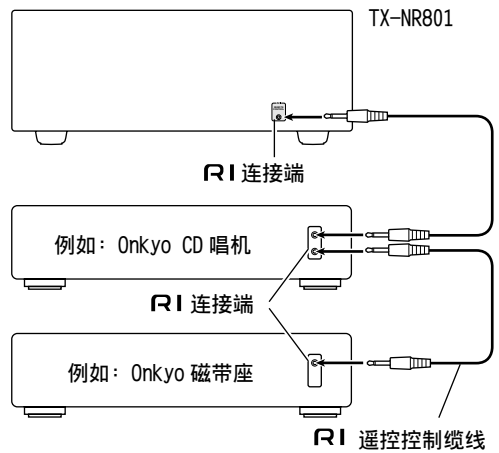 TX-NR801
RI 连接端
例如: Onkyo CD 唱机
RI 连接端
例如: Onkyo 磁带座
RI 遥控控制缆线